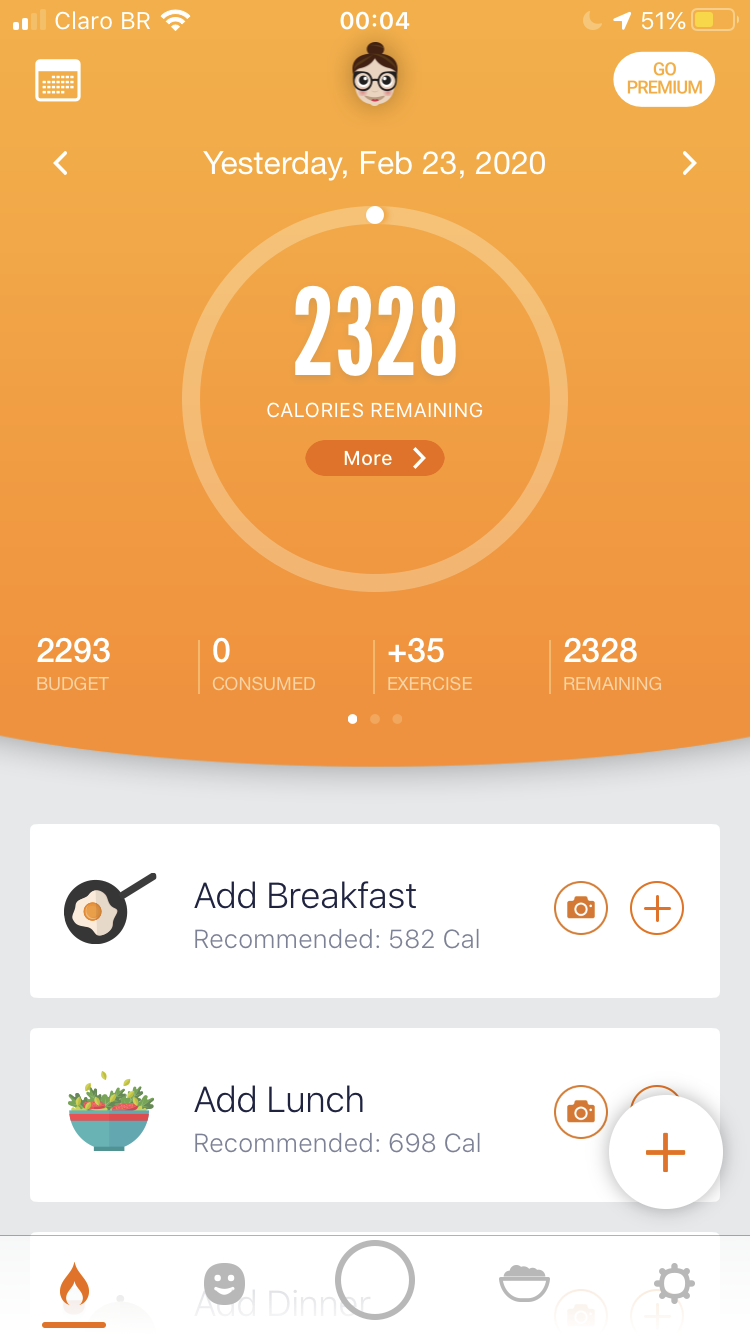 Claro BR 00:04 51%
GO
PREMIUM
Yesterday, Feb 23, 2020
2328
CALORIES REMAINING
More
2293 0 +35 2328
BUDGET CONSUMED EXERCISE REMAINING
Add Breakfast
Recommended: 582 Cal
Add Lunch
Recommended: 698 Cal
Add Dinner